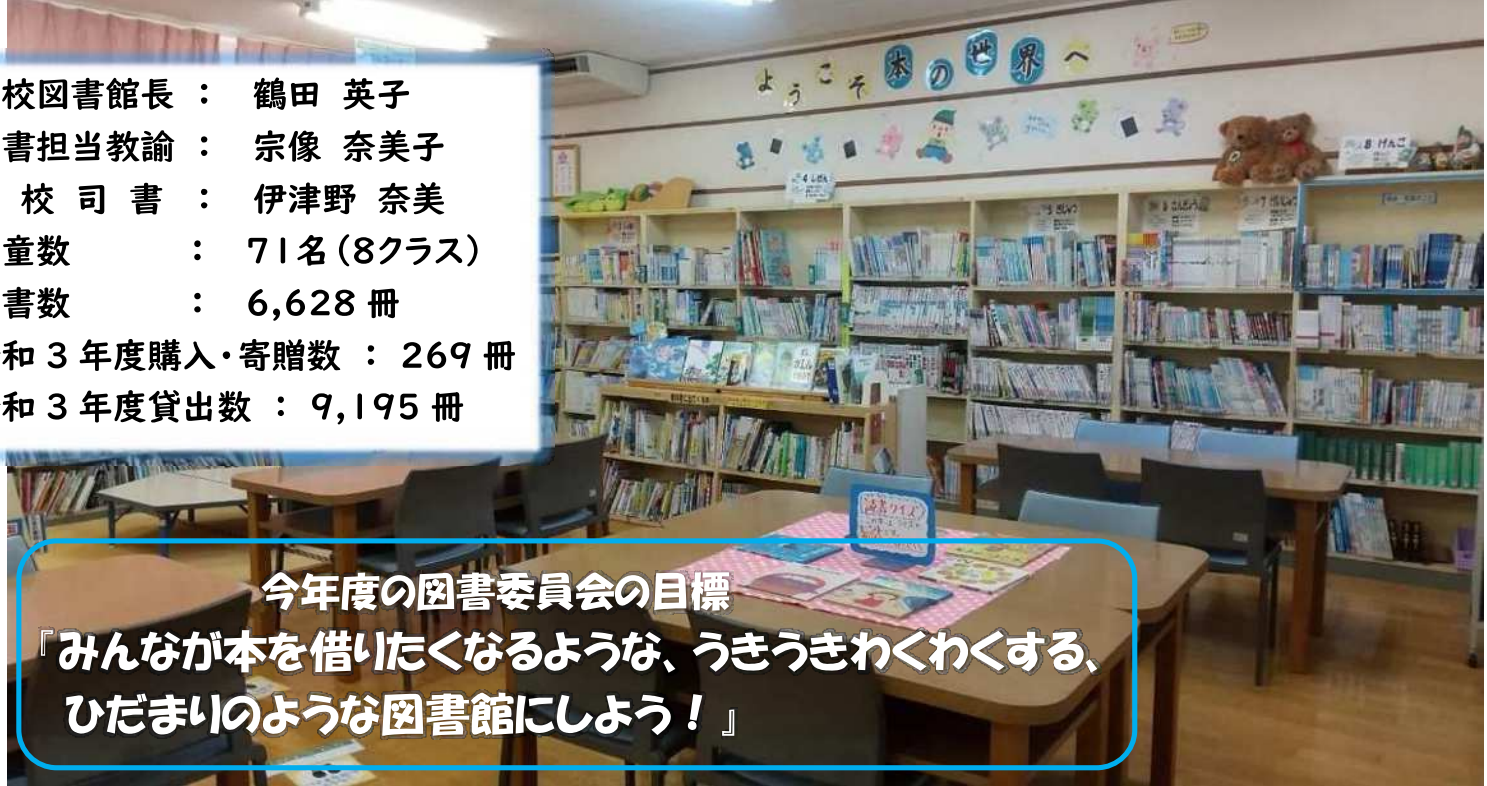 ようこそ本の世界へ
校図書館長 ： 鶴田 英子
書担当教諭 ： 宗像 奈美子
校 司 書 ： 伊津野 奈美
童数 ： 71名(8クラス)
書数 ： 6,628 冊
和 3 年度購入・寄贈数 ： 269 冊
和 3 年度貸出数 ： 9,195 冊
読書クイズ
今年度の図書委員会の目標
『みんなが本を借りたくなるような、うきうきわくわくする、
ひだまりのような図書館にしよう！』